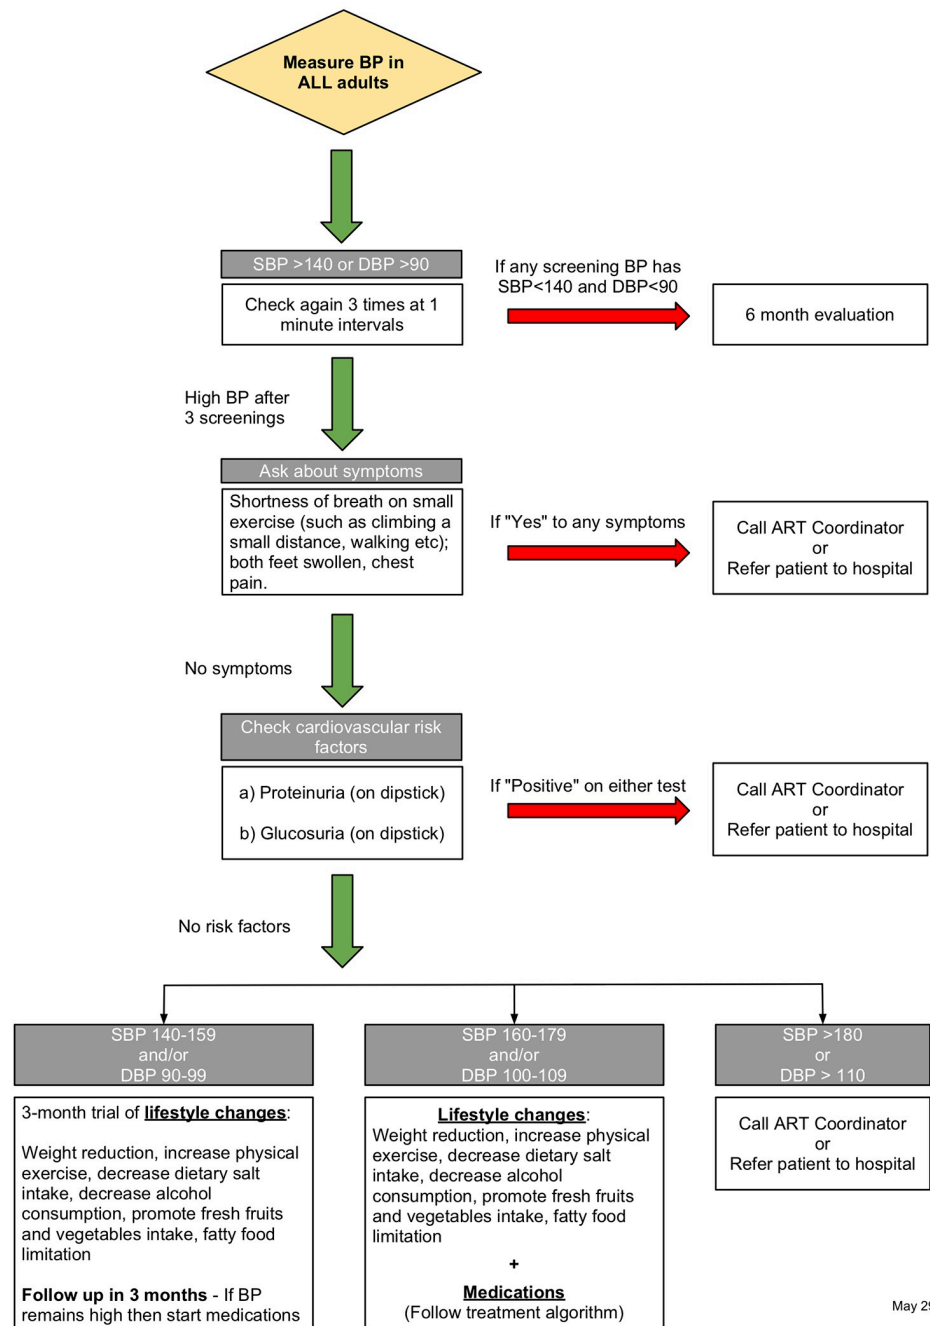 Measure BP in
ALL adults
SBP >140 or DBP >90
Check again 3 times at 1
minute intervals
If any screening BP has
SBP<140 and DBP<90
6 month evaluation
High BP after
3 screenings
Ask about symptoms
Shortness of breath on small
exercise (such as climbing a
small distance, walking etc);
both feet swollen, chest
pain.
If "Yes" to any symptoms
Call ART Coordinator
or
Refer patient to hospital
No symptoms
Check cardiovascular risk
factors
a) Proteinuria (on dipstick)
b) Glucosuria (on dipstick)
If "Positive" on either test
Call ART Coordinator
or
Refer patient to hospital
No risk factors
SBP 140-159
and/or
DBP 90-99
3-month trial of lifestyle changes:
Weight reduction, increase physical
exercise, decrease dietary salt
intake, decrease alcohol
consumption, promote fresh fruits
and vegetables intake, fatty food
limitation
Follow up in 3 months - If BP
remains high then start medications
SBP 160-179
and/or
DBP 100-109
Lifestyle changes:
Weight reduction, increase physical
exercise, decrease dietary salt
intake, decrease alcohol
consumption, promote fresh fruits
and vegetables intake, fatty food
limitation
+
Medications
(Follow treatment algorithm)
SBP >180
or
DBP > 110
Call ART Coordinator
or
Refer patient to hospital
May 29